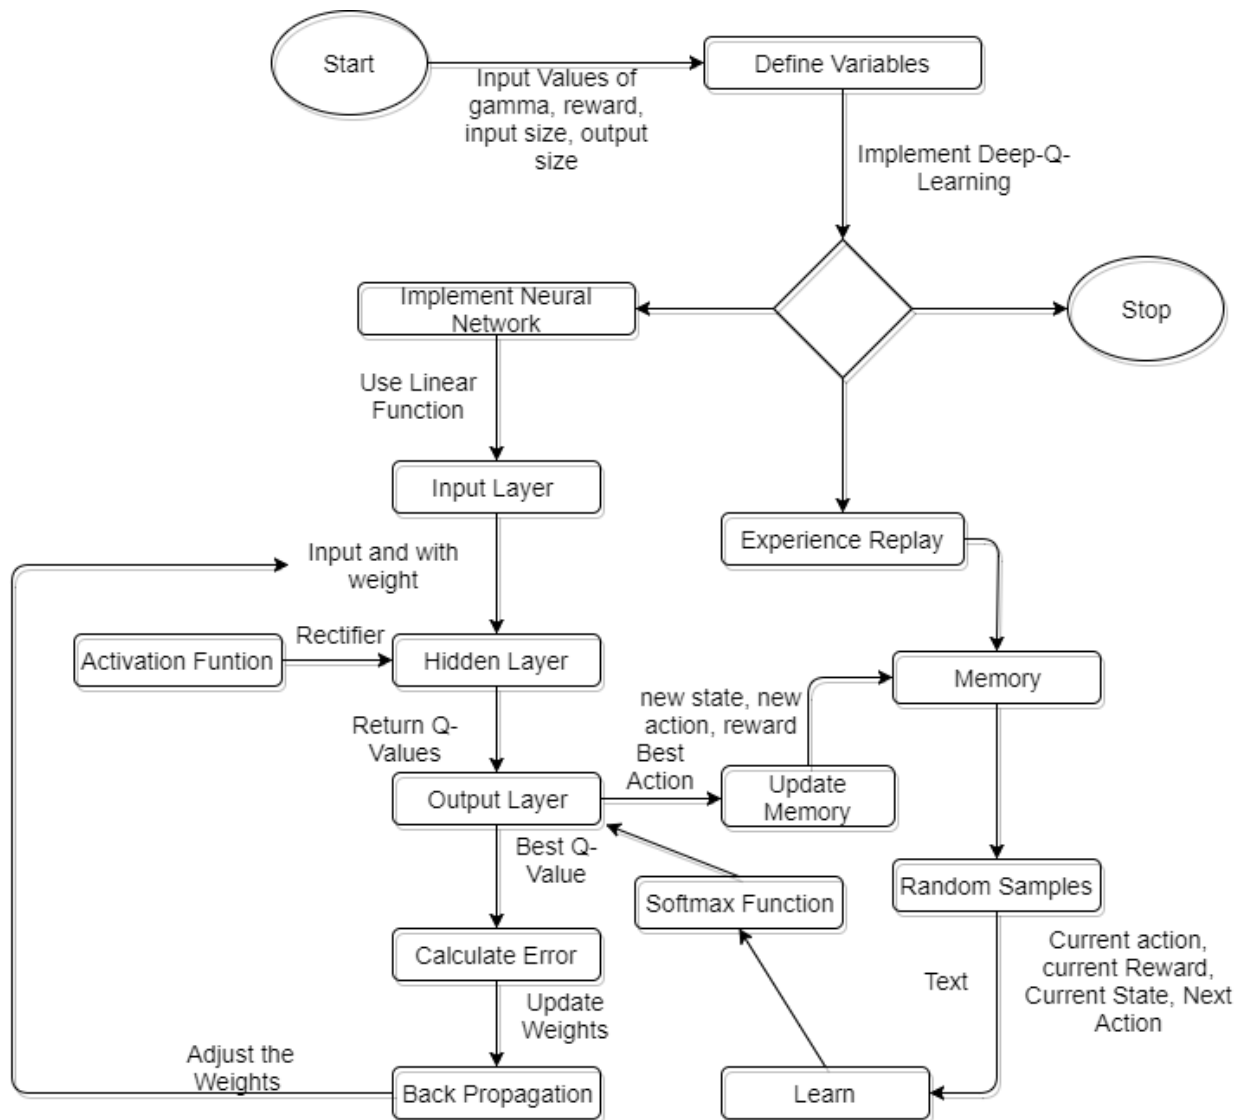 Start
Define Variables
Input Values of
gamma, reward,
input size, output
size
Implement Deep-Q-
Learning
Implement Neural
Network
Stop
Use Linear
Function
Input Layer
Experience Replay
Input and with
weight
Rectifier
Activation Funtion
Hidden Layer
Memory
new state, new
action, reward
Return Q-
Values
Best
Action
Output Layer
Update
Memory
Best Q-
Value
Softmax Function
Random Samples
Calculate Error
Current action,
current Reward,
Current State, Next
Action
Text
Update
Weights
Adjust the
Weights
Back Propagation
Learn